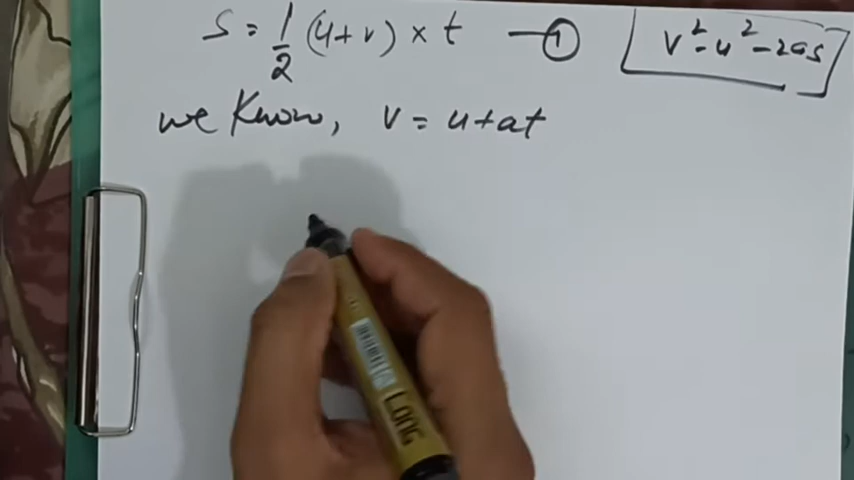 S = 1/2 (u+v) × t —①
v²-u²-2as
we know, v = u+at
LONG